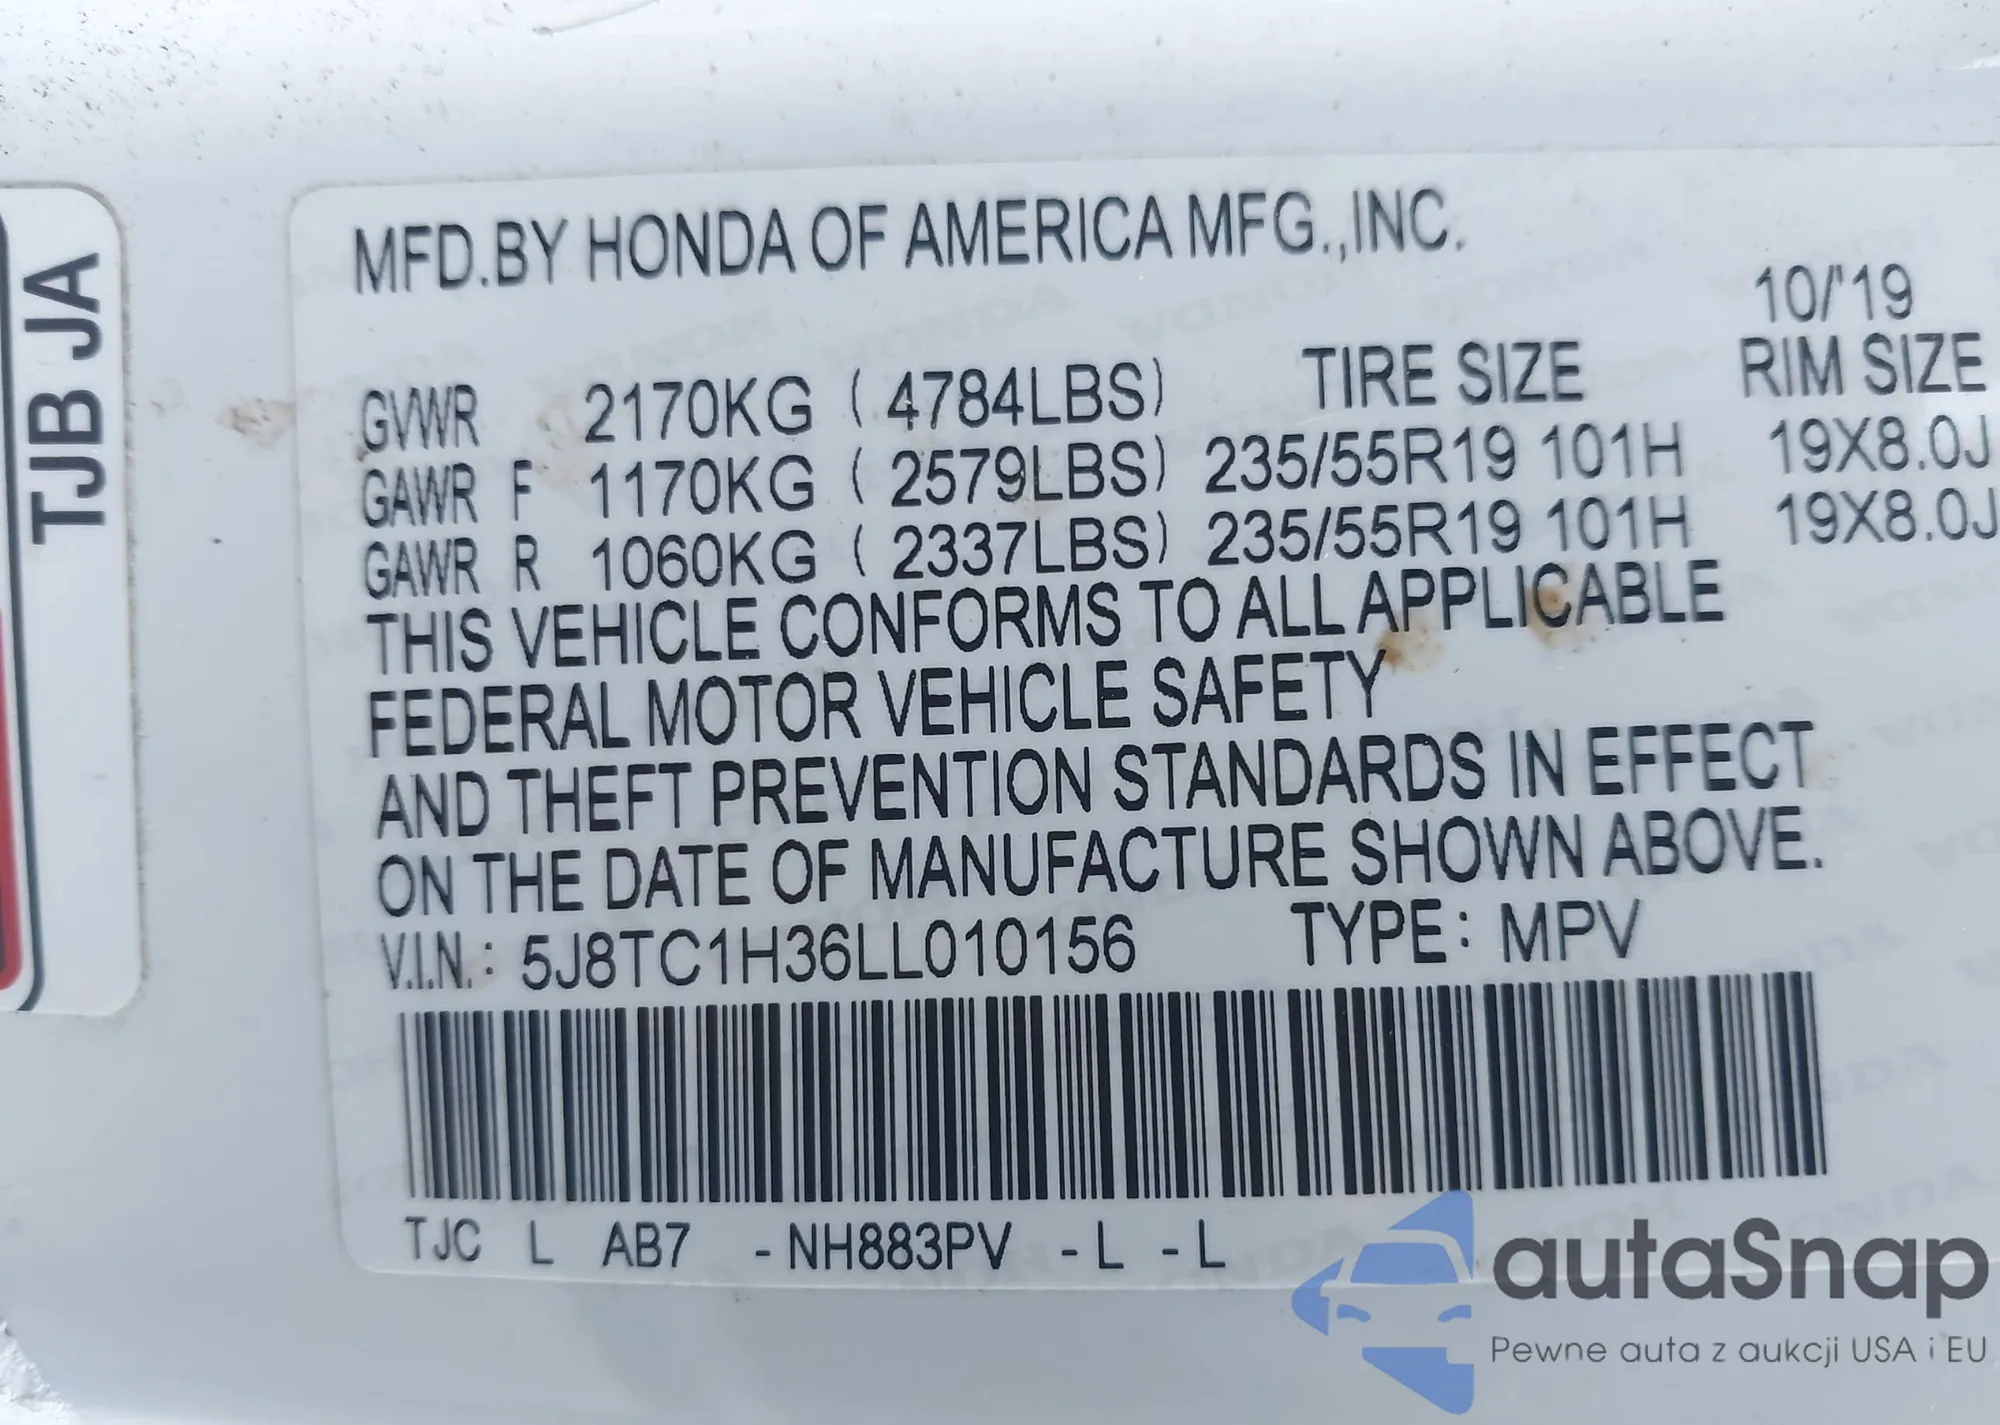 TJB JA
MFD.BY HONDA OF AMERICA MFG.,INC.
10/'19
GVWR 2170KG ( 4784LBS) TIRE SIZE RIM SIZE
GAWR F 1170KG ( 2579LBS) 235/55R19 101H 19X8.0J
GAWR R 1060KG ( 2337LBS) 235/55R19 101H 19X8.0J
THIS VEHICLE CONFORMS TO ALL APPLICABLE
FEDERAL MOTOR VEHICLE SAFETY
AND THEFT PREVENTION STANDARDS IN EFFECT
ON THE DATE OF MANUFACTURE SHOWN ABOVE.
V.I.N.: 5J8TC1H36LL010156 TYPE: MPV
TJC L AB7 -NH883PV -L -L
autaSnap
Pewne auta z aukcji USA i EU